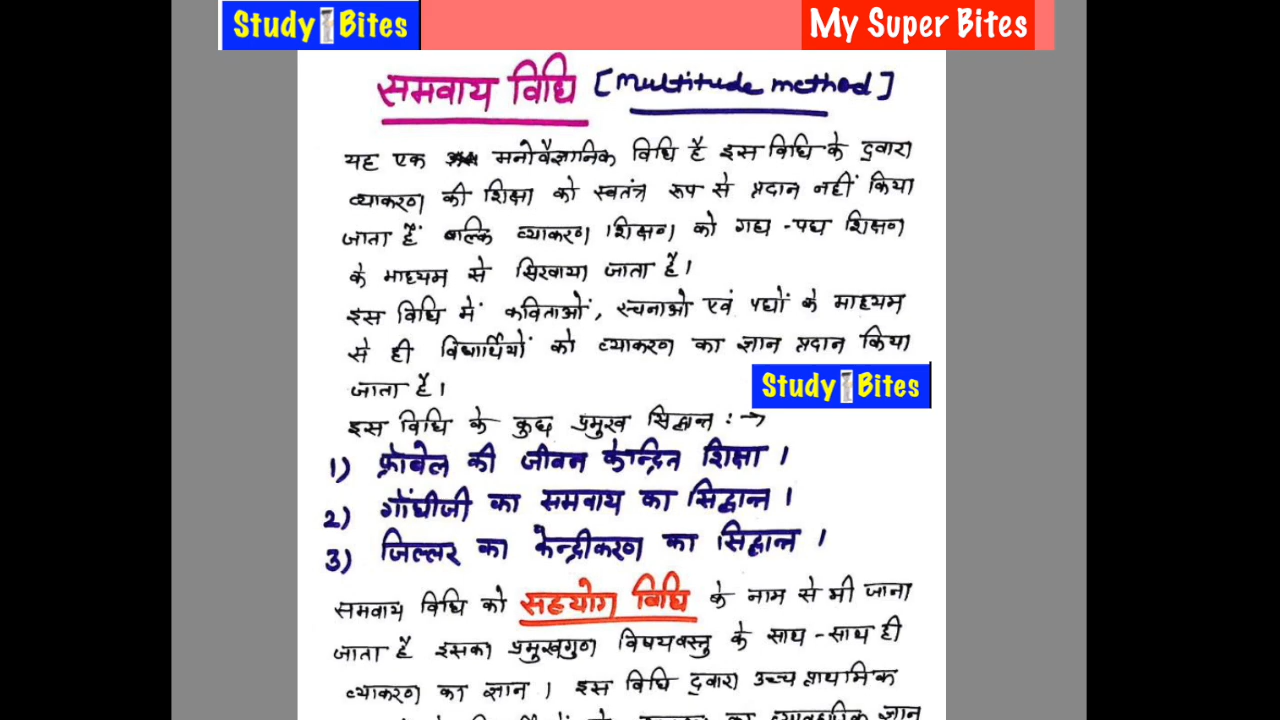 Study Bites
My Super Bites
समवाय विधि [Multitude method]
यह एक मनोवैज्ञानिक विधि है इस विधि के द्वारा
व्याकरण की शिक्षा को स्वतंत्र रूप से प्रदान नहीं किया
जाता हैं बल्कि व्याकरण शिक्षण को गद्य-पद्य शिक्षण
के माध्यम से सिखाया जाता है।
इस विधि में कविताओं, रचनाओ एवं पद्यों के माध्यम
से ही विद्यार्थियों को व्याकरण का ज्ञान प्रदान किया
जाता है।
Study Bites
इस विधि के कुछ प्रमुख सिद्धान्त :→
1) फ्रोबेल की जीवन केन्द्रित शिक्षा।
2) गाँधीजी का समवाय का सिद्धान्त।
3) जिल्लर का केन्द्रीकरण का सिद्धान्त।
समवाय विधि को सहयोग विधि के नाम से भी जाना
जाता है इसका प्रमुखगुण विषयवस्तु के साथ-साथ ही
व्याकरण का ज्ञान। इस विधि द्वारा उच्च प्राथमिक
का व्यावहारिक ज्ञान